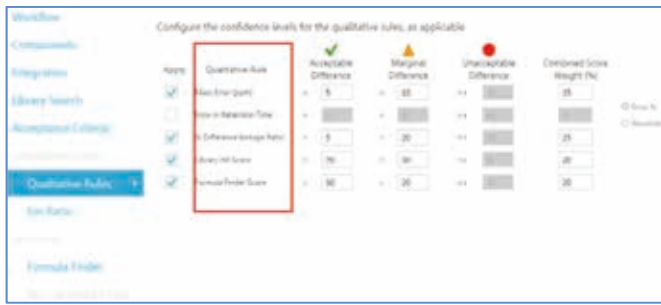 Workflow
Components
Integration
Library Search
Acceptance Criteria
Qualitative Rules
Ion Ratio
Formula Finder
Configure the confidence levels for the qualitative rules, as applicable
Apply
Qualitative Rule
Acceptable Difference
Marginal Difference
Unacceptable Difference
Combined Score Weight (%)
Mass Error (ppm)
5
Error in Retention Time
% Difference Isotope Ratio
5 20 25
Library Hit Score
70 30 20
Formula Finder Score
50 20 20
Error %